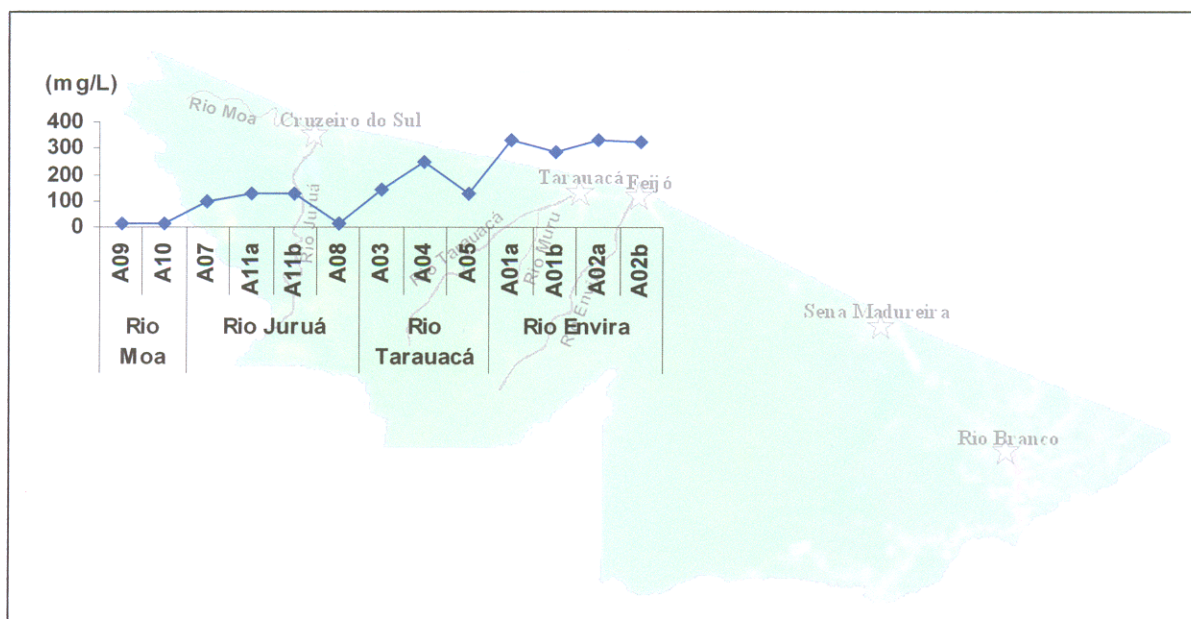 (mg/L)
400
300
200
100
0
A09
A10
A07
A11a
A11b
A08
A03
A04
A05
A01a
A01b
A02a
A02b
Rio
Moa
Rio Juruá
Rio
Tarauacá
Rio Envira
Rio Moa
Cruzeiro do Sul
Rio Juruá
Tarauacá
Feijó
Rio Tarauacá
Rio Muru
Sena Madureira
Rio Branco